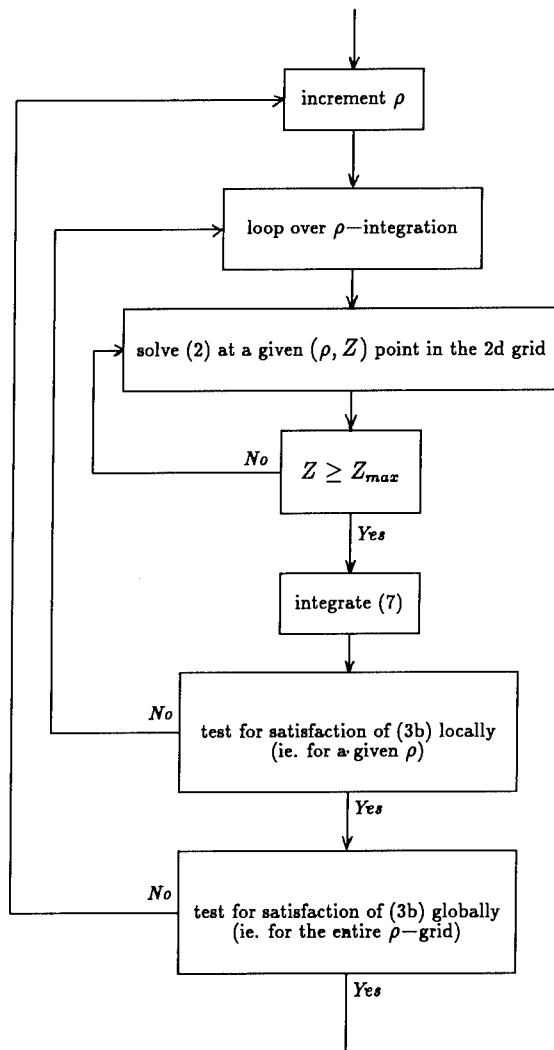 increment ρ
loop over ρ−integration
solve (2) at a given (ρ, Z) point in the 2d grid
No
Z ≥ Zmax
Yes
integrate (7)
No
test for satisfaction of (3b) locally
(ie. for a given ρ)
Yes
No
test for satisfaction of (3b) globally
(ie. for the entire ρ−grid)
Yes